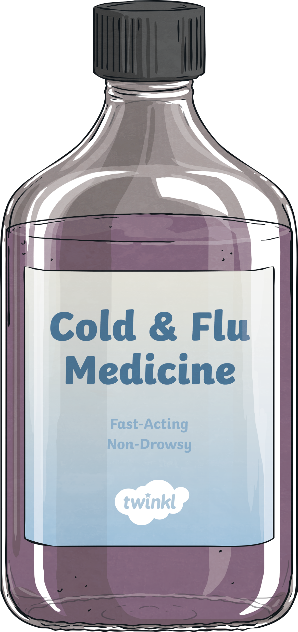 Cold & Flu
Medicine
Fast-Acting
Non-Drowsy
twinkl